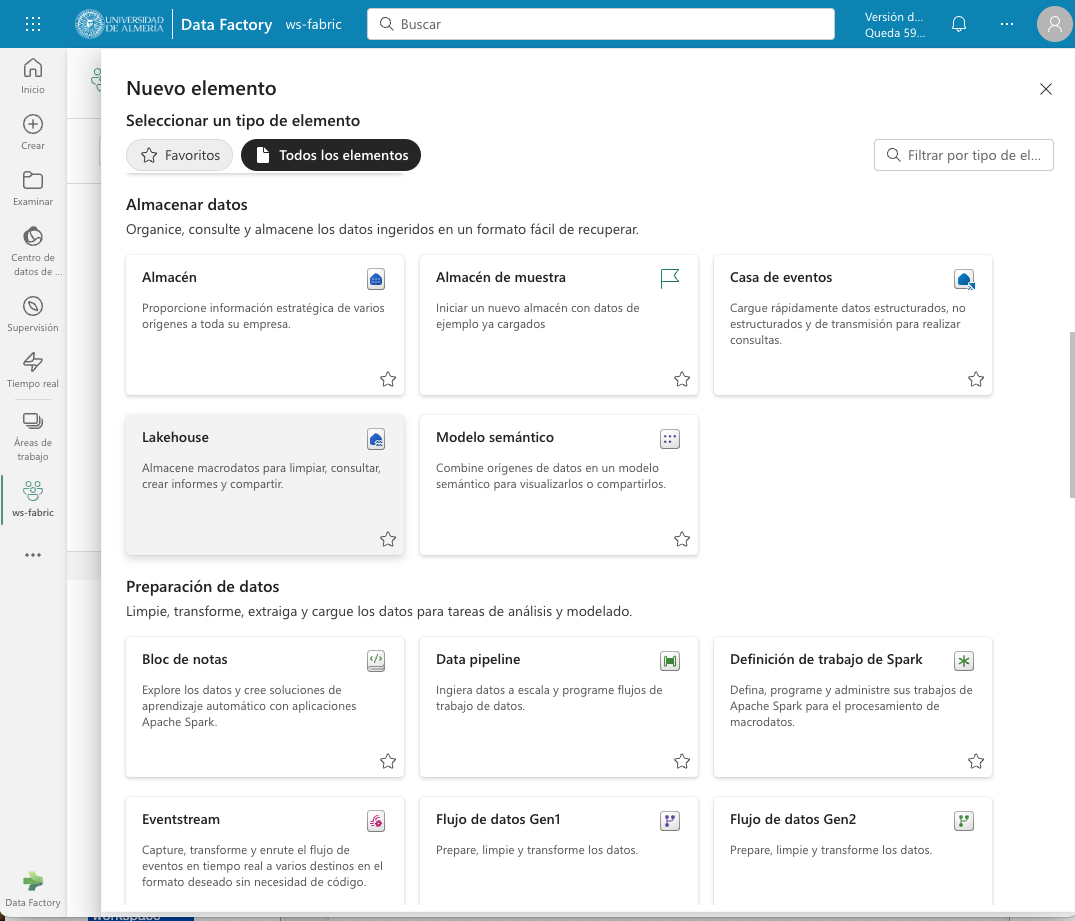 UNIVERSIDAD
DE ALMERÍA
Data Factory
ws-fabric
Buscar
Versión d...
Queda 59...
Inicio
Crear
Examinar
Centro de
datos de ...
Supervisión
Tiempo real
Áreas de
trabajo
ws-fabric
Data Factory
Nuevo elemento
Seleccionar un tipo de elemento
Favoritos
Todos los elementos
Filtrar por tipo de el...
Almacenar datos
Organice, consulte y almacene los datos ingeridos en un formato fácil de recuperar.
Almacén
Proporcione información estratégica de varios
orígenes a toda su empresa.
Almacén de muestra
Iniciar un nuevo almacén con datos de
ejemplo ya cargados
Casa de eventos
Cargue rápidamente datos estructurados, no
estructurados y de transmisión para realizar
consultas.
Lakehouse
Almacene macrodatos para limpiar, consultar,
crear informes y compartir.
Modelo semántico
Combine orígenes de datos en un modelo
semántico para visualizarlos o compartirlos.
Preparación de datos
Limpie, transforme, extraiga y cargue los datos para tareas de análisis y modelado.
Bloc de notas
Explore los datos y cree soluciones de
aprendizaje automático con aplicaciones
Apache Spark.
Data pipeline
Ingiera datos a escala y programe flujos de
trabajo de datos.
Definición de trabajo de Spark
Defina, programe y administre sus trabajos de
Apache Spark para el procesamiento de
macrodatos.
Eventstream
Capture, transforme y enrute el flujo de
eventos en tiempo real a varios destinos en el
formato deseado sin necesidad de código.
Flujo de datos Gen1
Prepare, limpie y transforme los datos.
Flujo de datos Gen2
Prepare, limpie y transforme los datos.
workspace